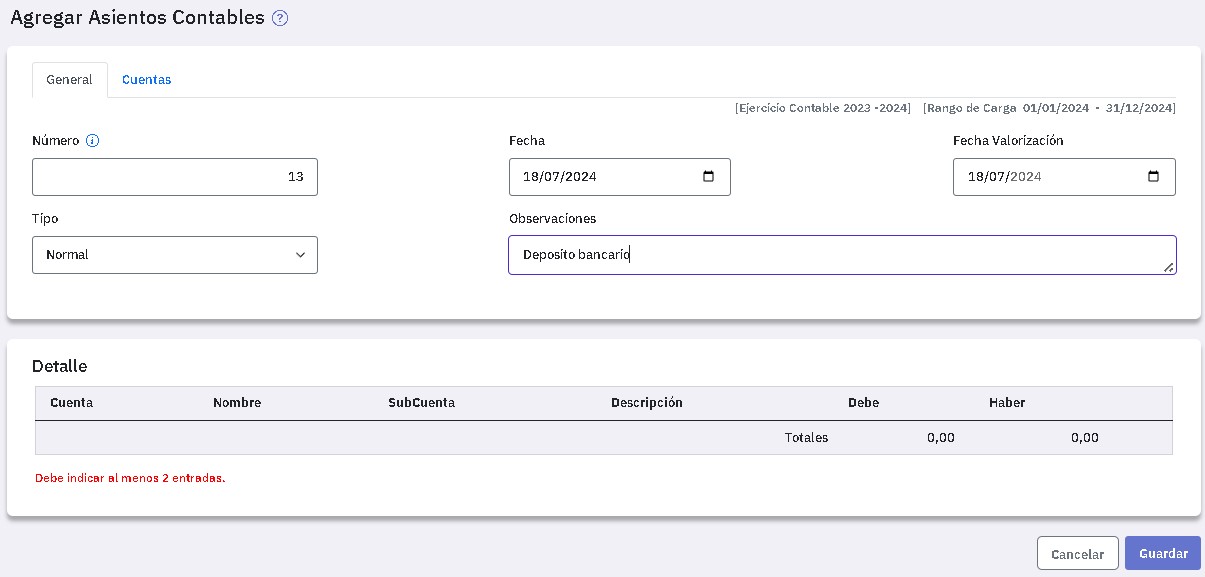 Agregar Asientos Contables ?
General Cuentas
[Ejercicio Contable 2023 -2024] [Rango de Carga 01/01/2024 - 31/12/2024]
Número i Fecha Fecha Valorización
13 18/07/2024 18/07/2024
Tipo Observaciones
Normal Deposito bancario
Detalle
Cuenta Nombre SubCuenta Descripción Debe Haber
Totales 0,00 0,00
Debe indicar al menos 2 entradas.
Cancelar Guardar